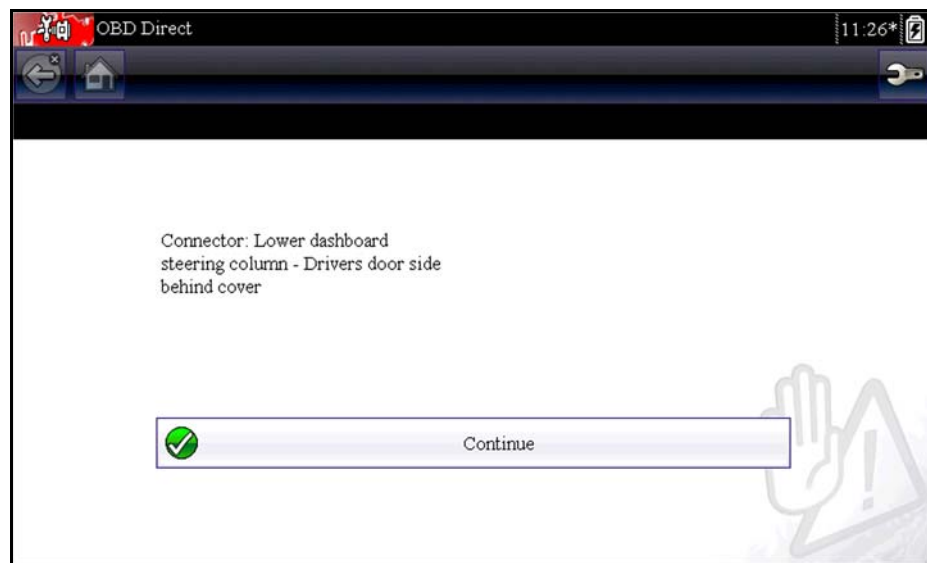 OBD Direct
11:26*
Connector: Lower dashboard
steering column - Drivers door side
behind cover
Continue